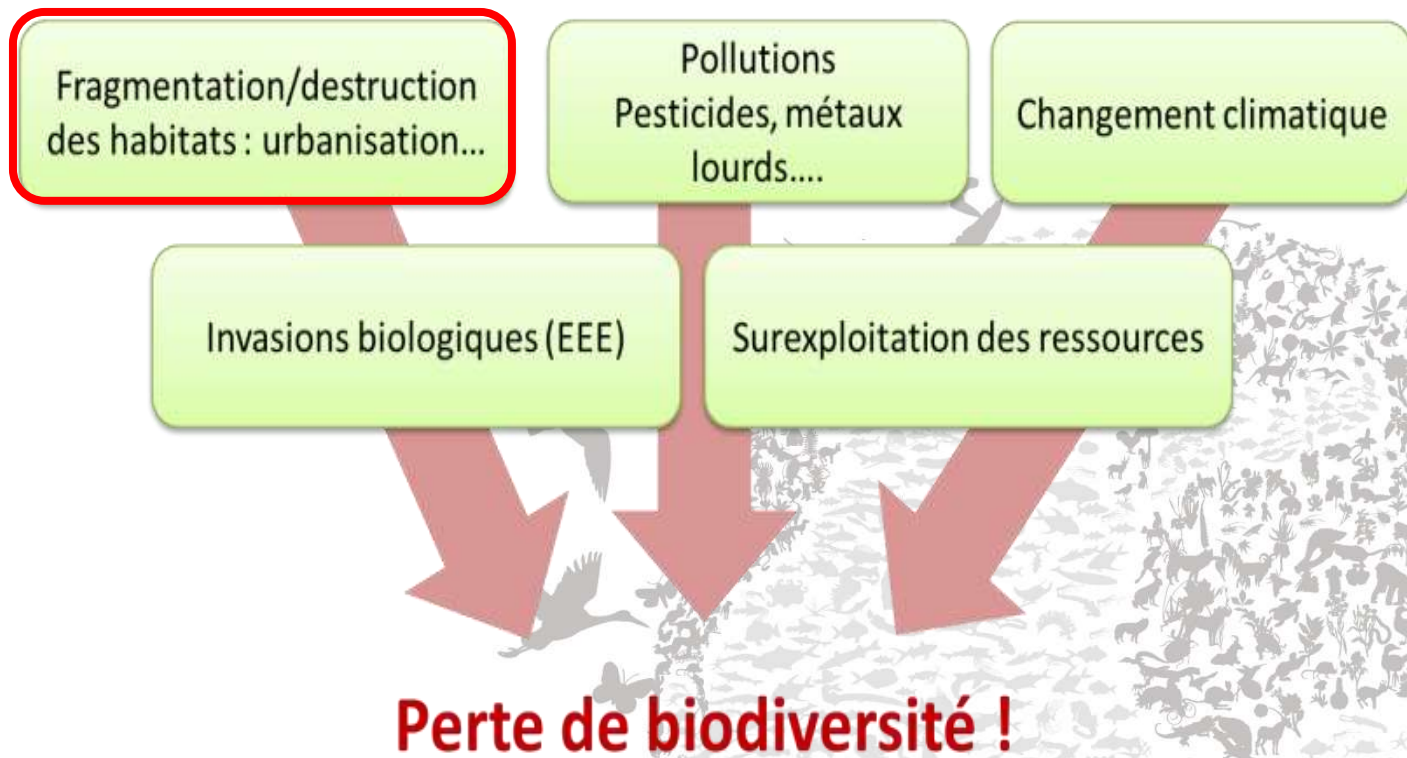 Fragmentation/destruction
des habitats : urbanisation...
Pollutions
Pesticides, métaux
lourds....
Changement climatique
Invasions biologiques (EEE)
Surexploitation des ressources
Perte de biodiversité !